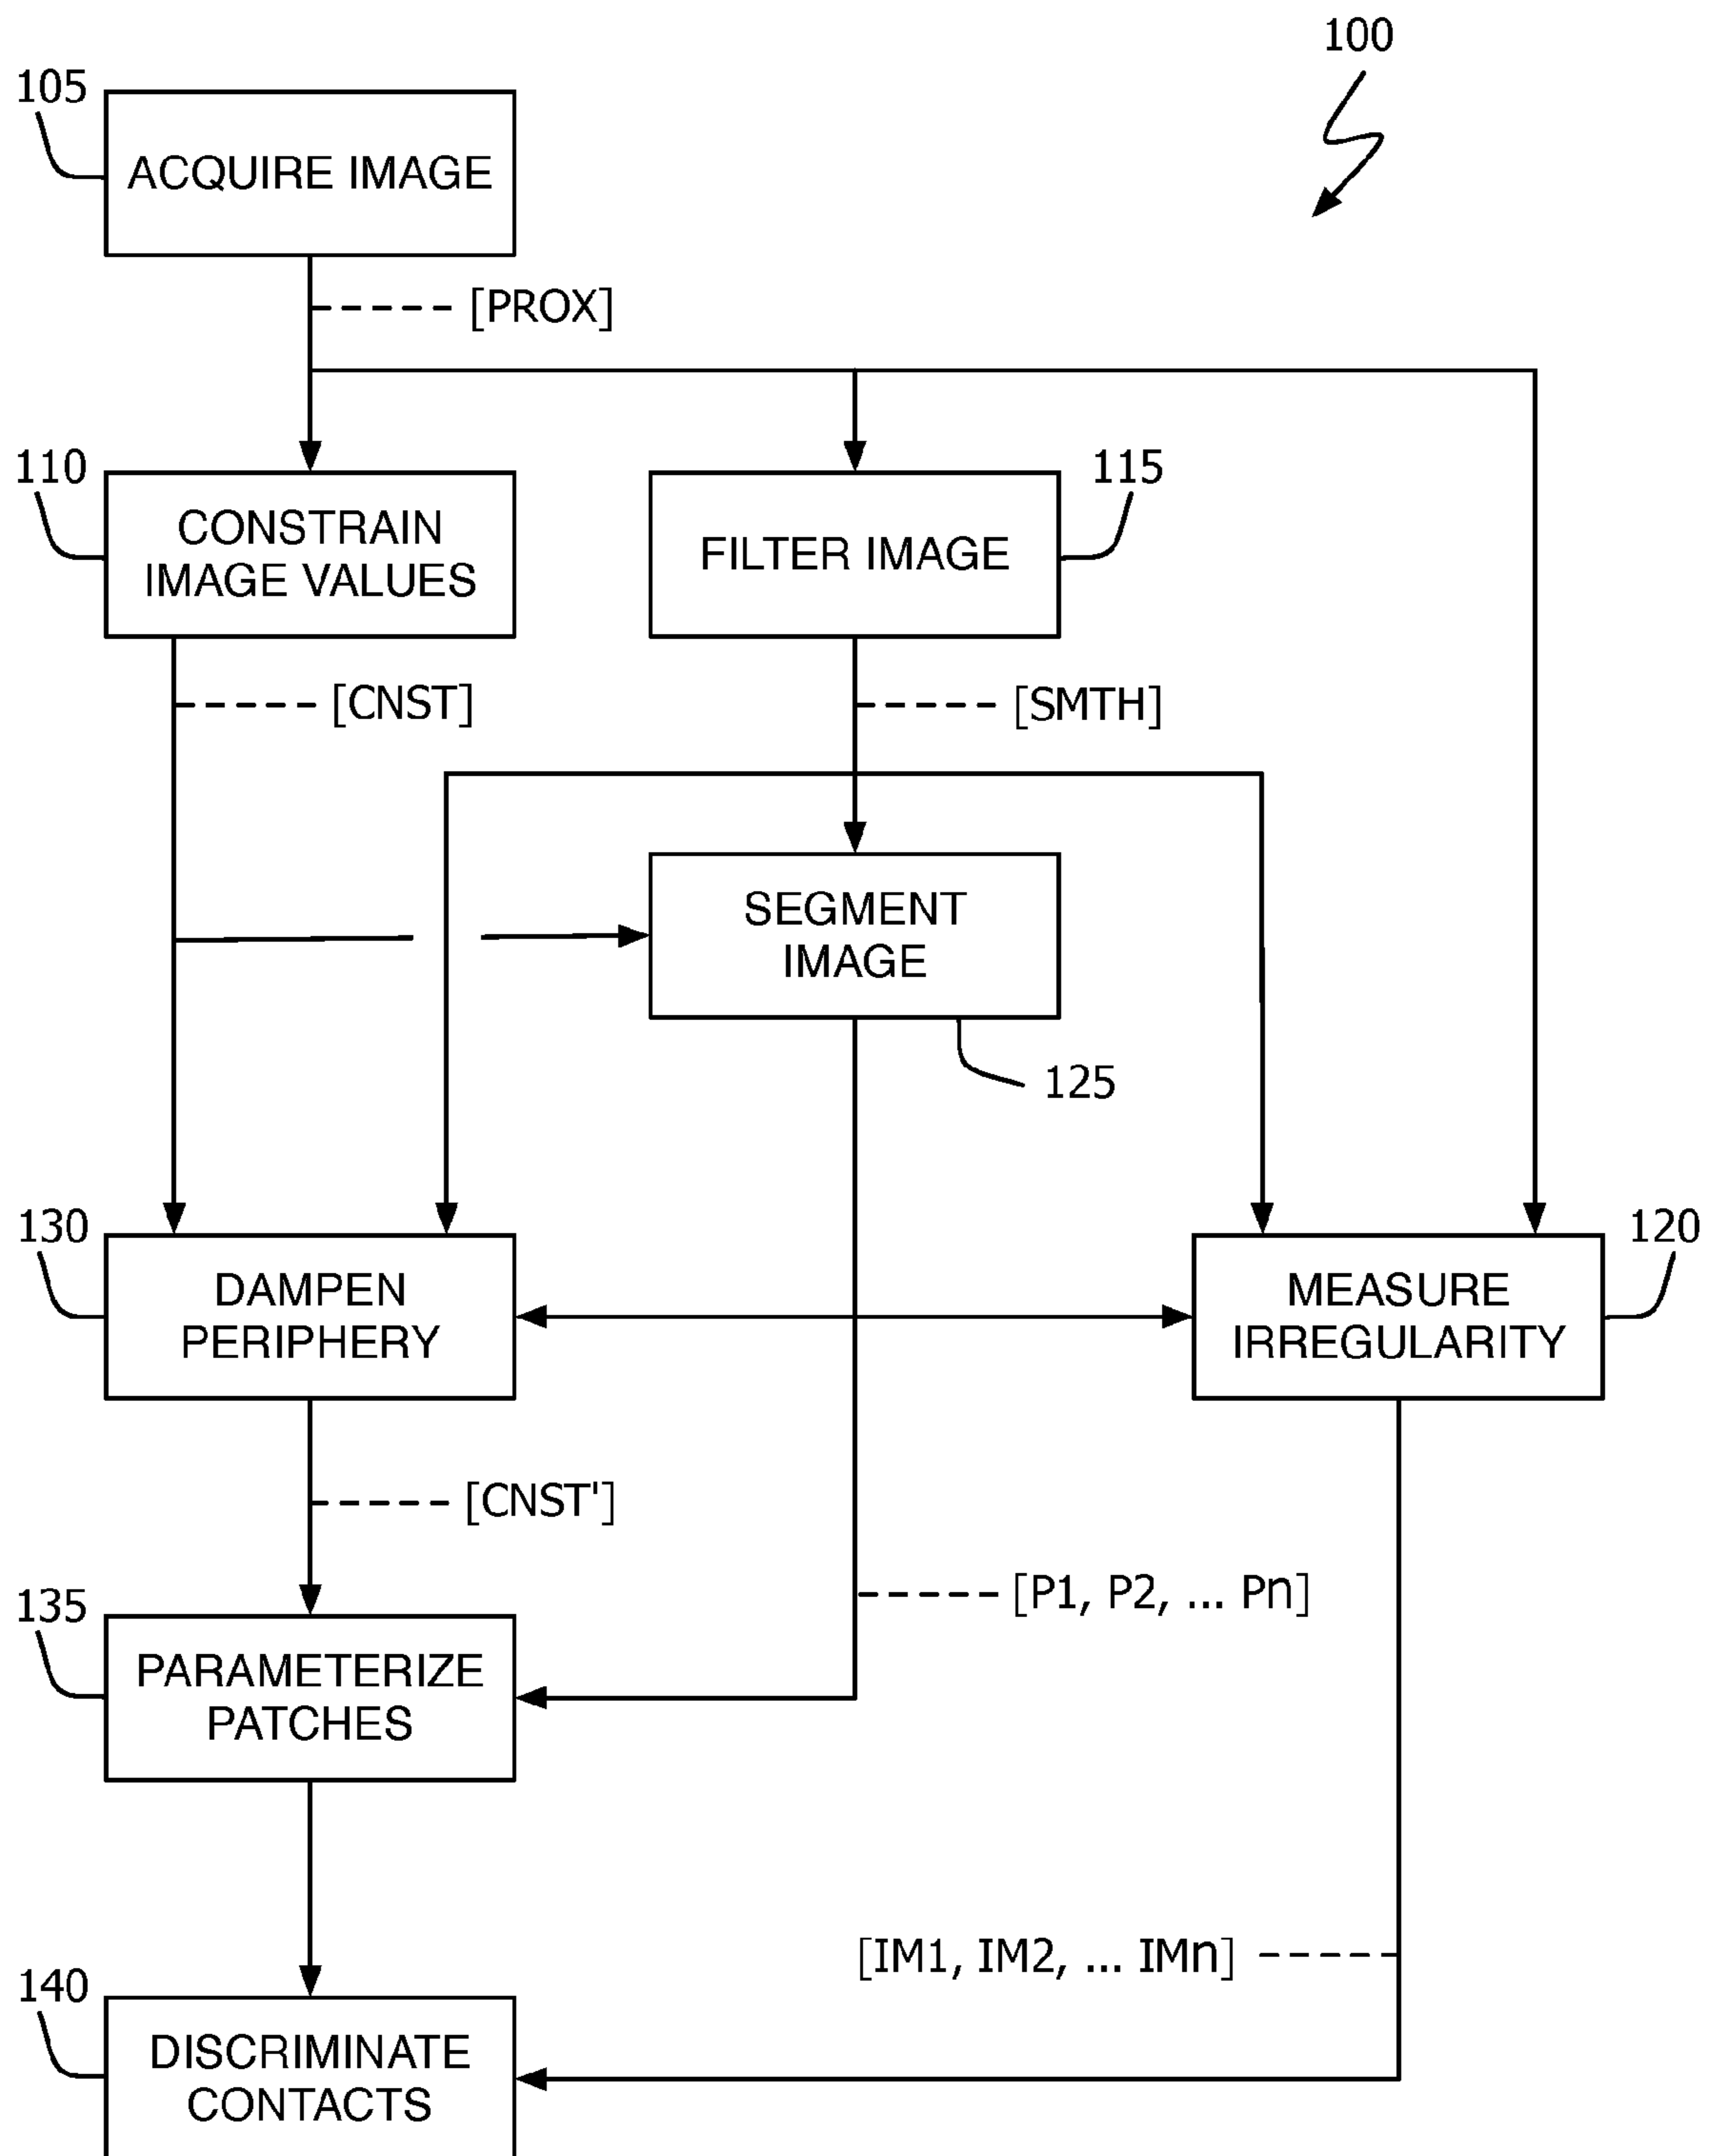 100
105
ACQUIRE IMAGE
[PROX]
110
CONSTRAIN
IMAGE VALUES
115
FILTER IMAGE
[CNST]
[SMTH]
SEGMENT
IMAGE
125
130
DAMPEN
PERIPHERY
120
MEASURE
IRREGULARITY
[CNST']
[P1, P2, ... Pn]
135
PARAMETERIZE
PATCHES
[IM1, IM2, ... IMn]
140
DISCRIMINATE
CONTACTS